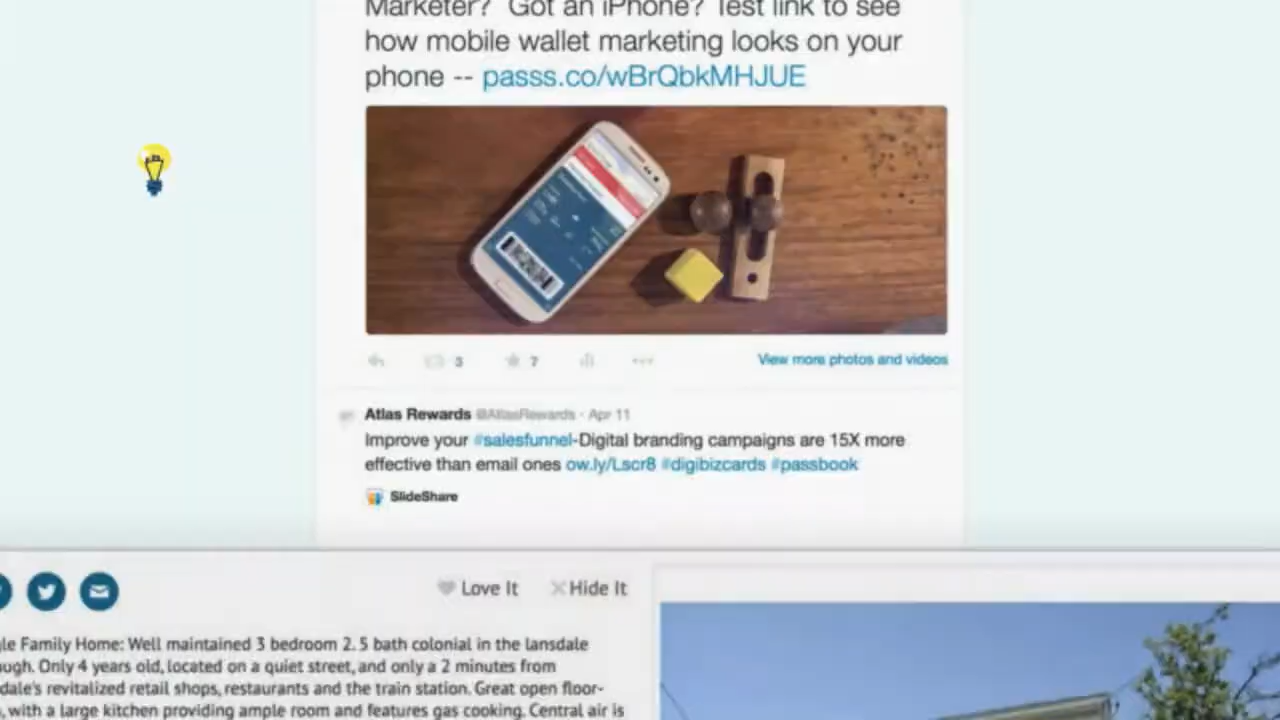 Marketer? Got an iPhone? Test link to see
how mobile wallet marketing looks on your
phone -- passs.co/wBrQbkMHJUE
3
7
View more photos and videos
Atlas Rewards @AtlasRewards · Apr 11
Improve your #salesfunnel-Digital branding campaigns are 15X more
effective than email ones ow.ly/Lscr8 #digibizcards #passbook
SlideShare
Love It
Hide It
le Family Home: Well maintained 3 bedroom 2.5 bath colonial in the lansdale
ugh. Only 4 years old, located on a quiet street, and only a 2 minutes from
dale's revitalized retail shops, restaurants and the train station. Great open floor-
, with a large kitchen providing ample room and features gas cooking. Central air is